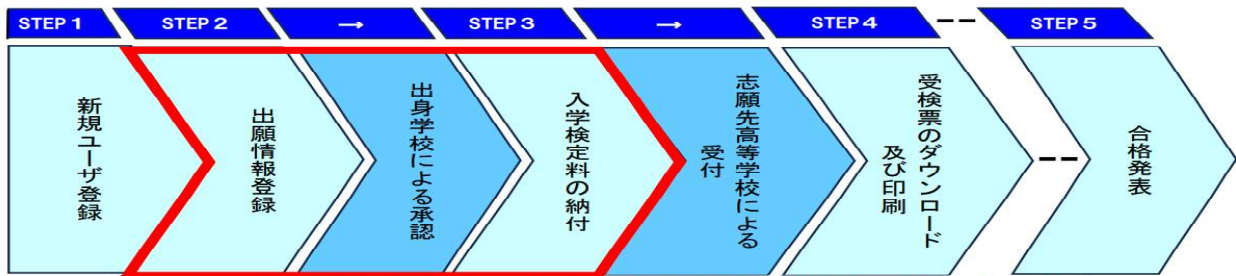 STEP 1
STEP 2
→
STEP 3
→
STEP 4
STEP 5
新規ユーザ登録
出願情報登録
出身学校による承認
入学検定料の納付
志願先高等学校による
受付
受検票のダウンロード
及び印刷
合格発表